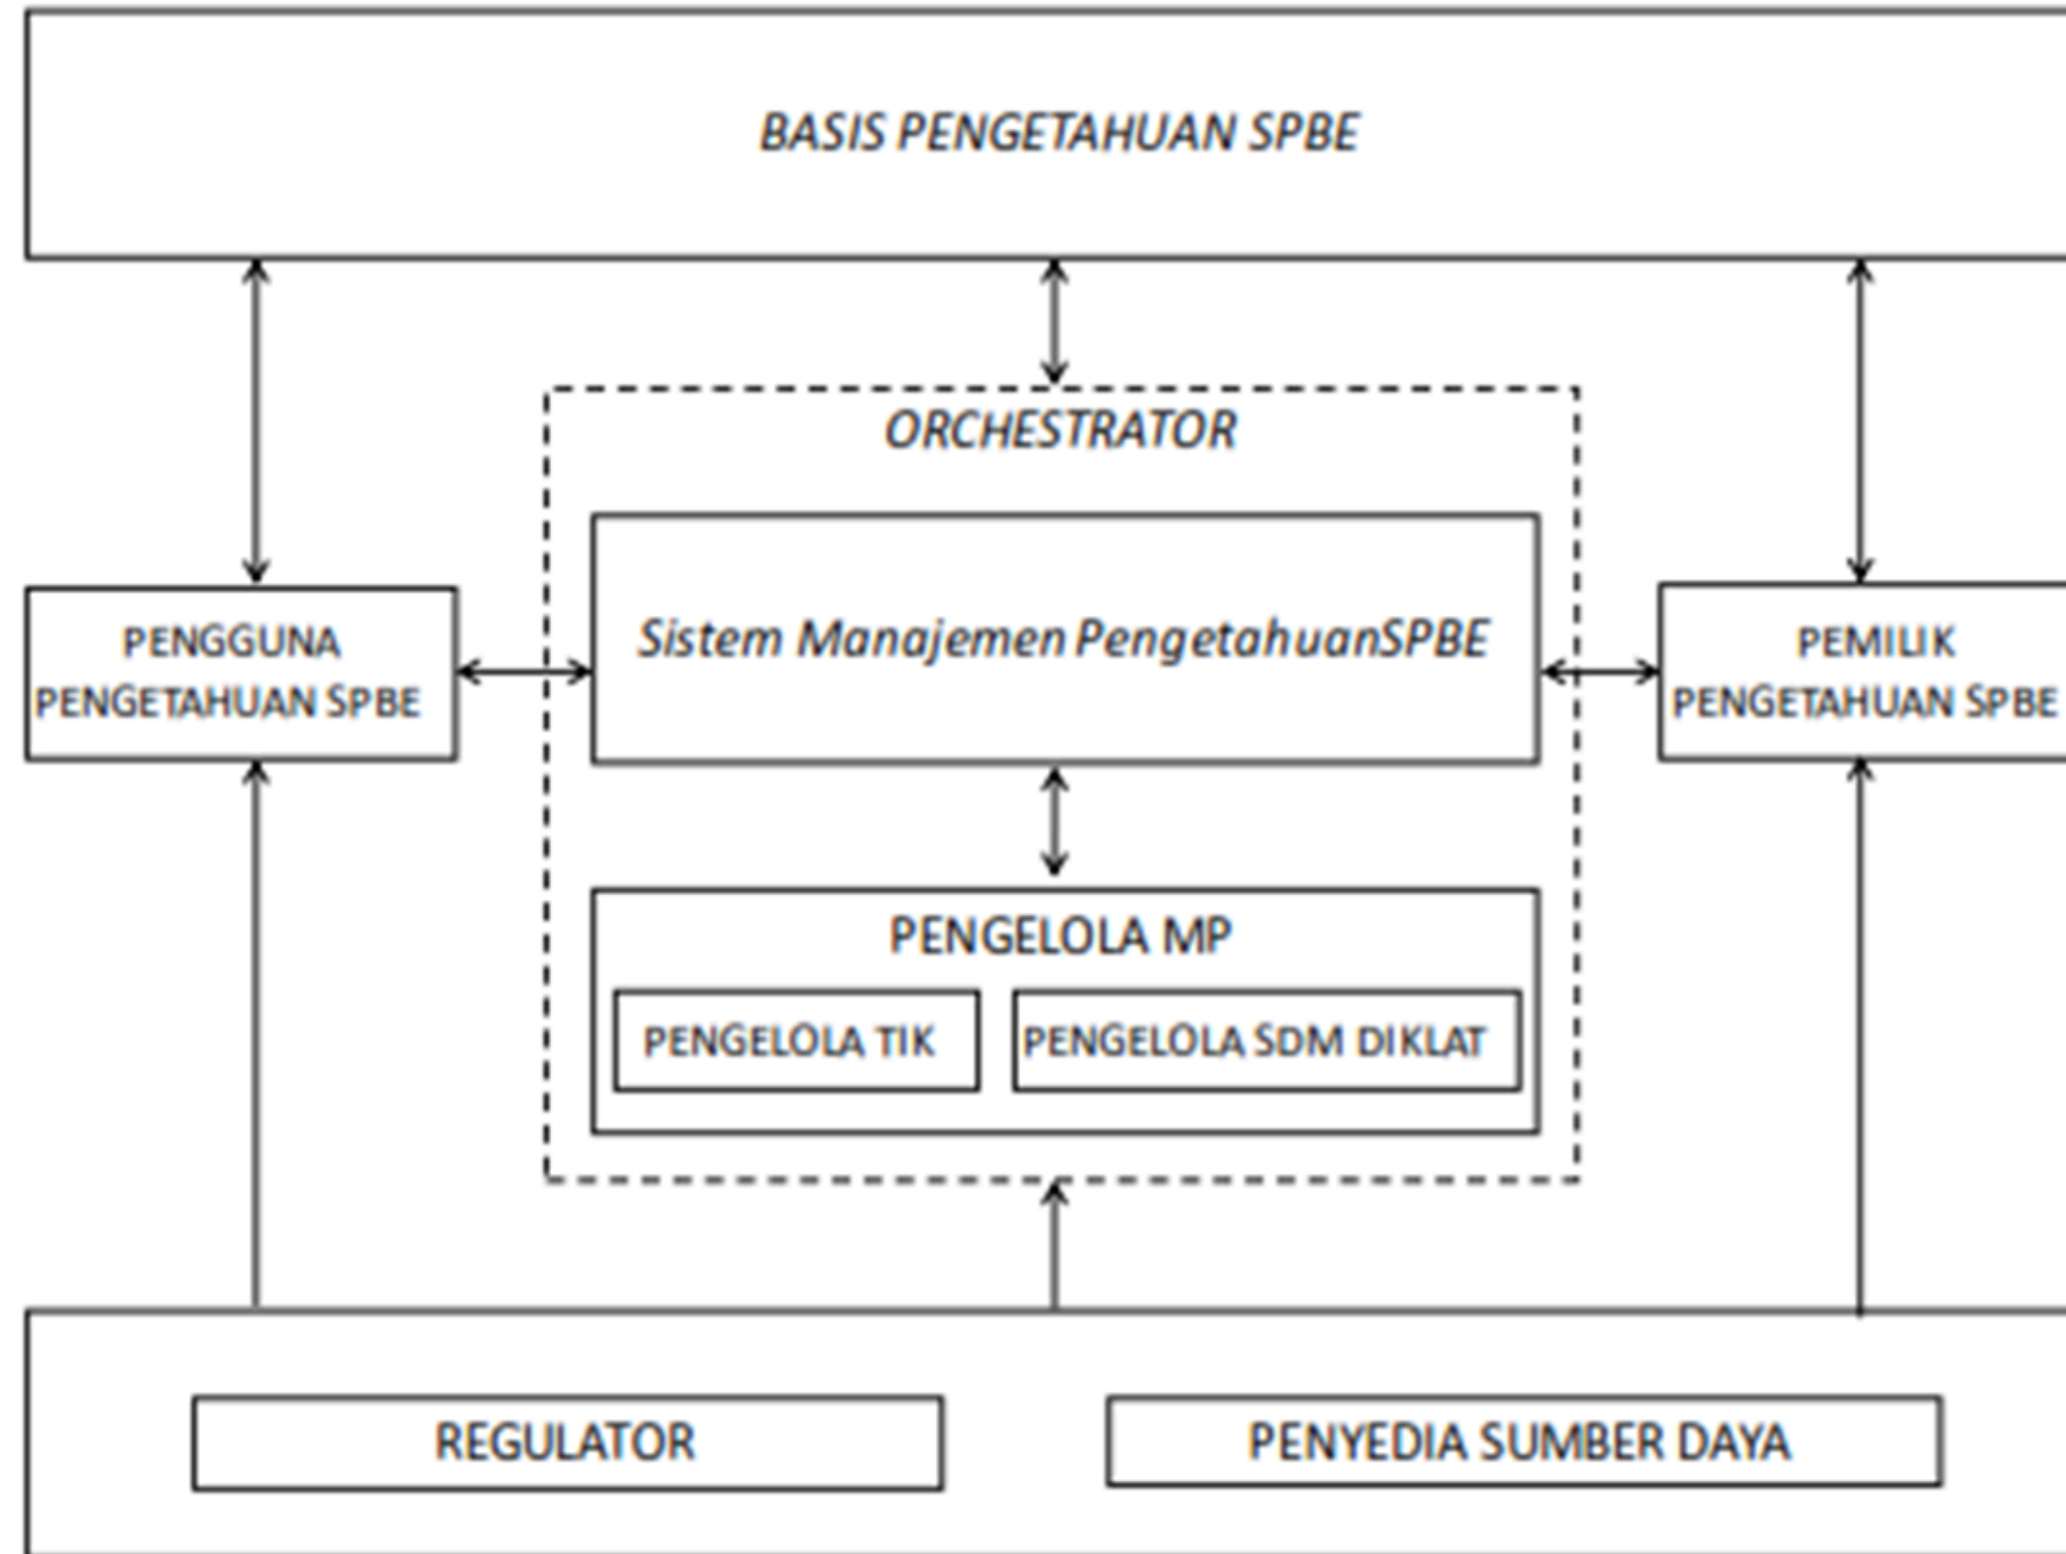 BASIS PENGETAHUAN SPBE
ORCHESTRATOR
PENGGUNA
PENGETAHUAN SPBE
Sistem Manajemen PengetahuanSPBE
PEMILIK
PENGETAHUAN SPBE
PENGELOLA MP
PENGELOLA TIK
PENGELOLA SDM DIKLAT
REGULATOR
PENYEDIA SUMBER DAYA